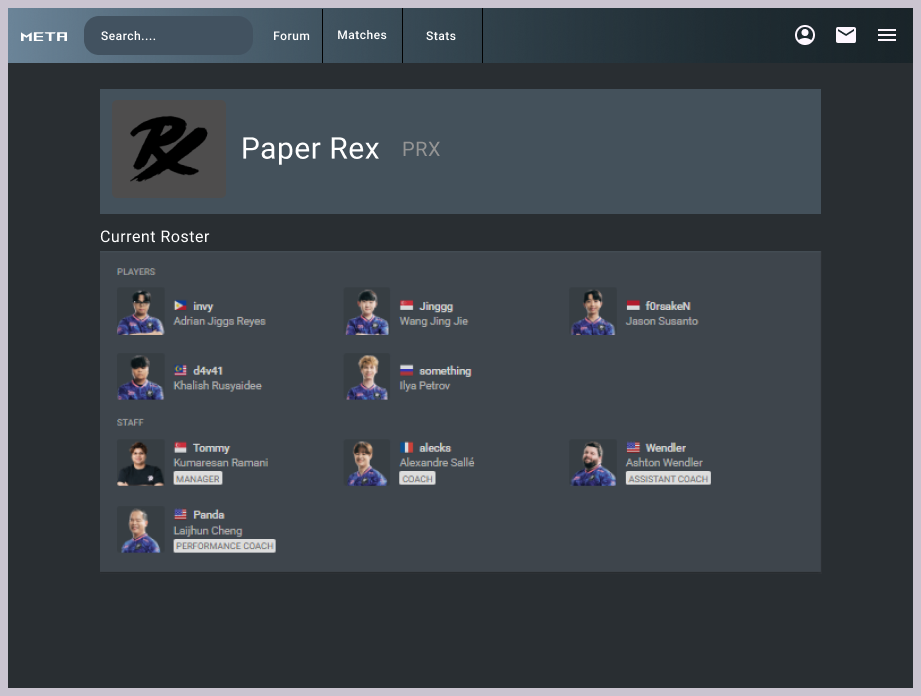 META
Search....
Forum
Matches
Stats
Paper Rex PRX
Current Roster
PLAYERS
invy
Adrian Jiggs Reyes
Jinggg
Wang Jing Jie
f0rsakeN
Jason Susanto
d4v41
Khalish Rusyaidee
something
Ilya Petrov
STAFF
Tommy
Kumaresan Ramani
MANAGER
alecks
Alexandre Sallé
COACH
Wendler
Ashton Wendler
ASSISTANT COACH
Panda
Laijhun Cheng
PERFORMANCE COACH